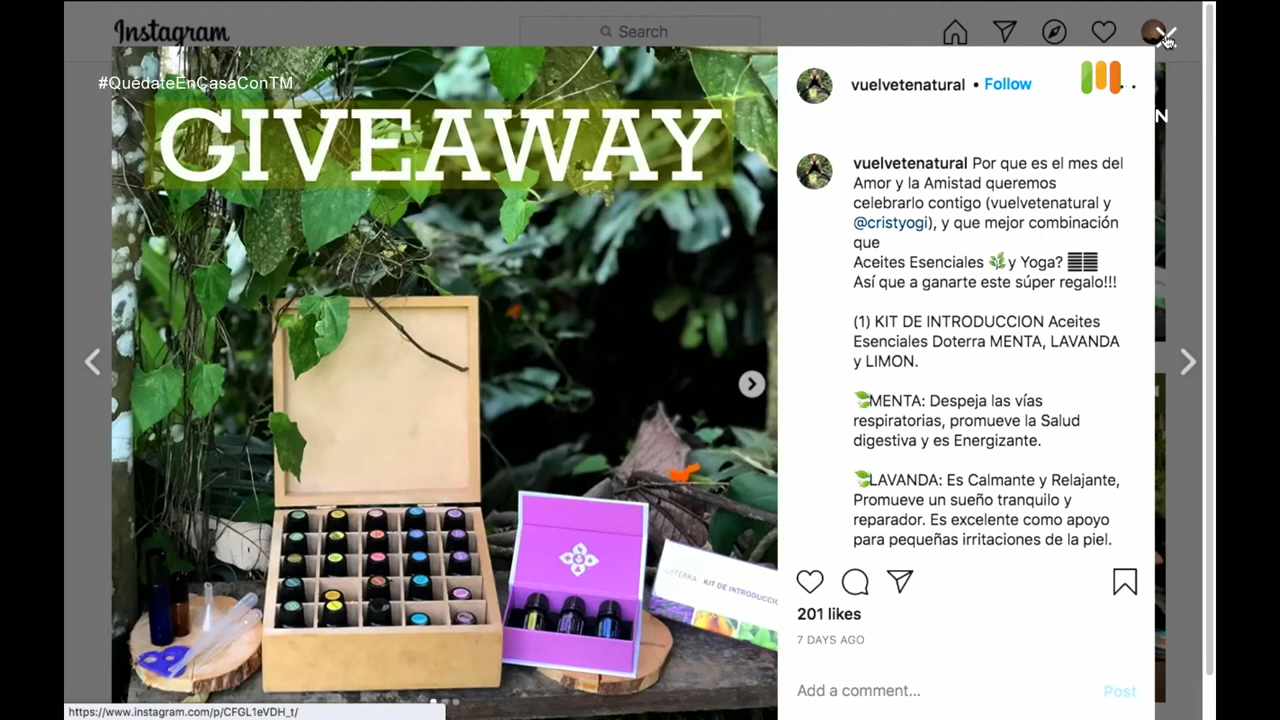 Instagram
Search
#QuédateEnCasaConTM
GIVEAWAY
vuelvetenatural • Follow
N
vuelvetenatural Por que es el mes del
Amor y la Amistad queremos
celebrarlo contigo (vuelvetenatural y
@cristyogi), y que mejor combinación
que
Aceites Esenciales 🌿y Yoga?
Así que a ganarte este súper regalo!!!
(1) KIT DE INTRODUCCION Aceites
Esenciales Doterra MENTA, LAVANDA
y LIMON.
🍃MENTA: Despeja las vías
respiratorias, promueve la Salud
digestiva y es Energizante.
🍃LAVANDA: Es Calmante y Relajante,
Promueve un sueño tranquilo y
reparador. Es excelente como apoyo
para pequeñas irritaciones de la piel.
DOTERRA KIT DE INTRODUCCIO
201 likes
7 DAYS AGO
Add a comment... Post
https://www.instagram.com/p/CFGL1eVDH_t/